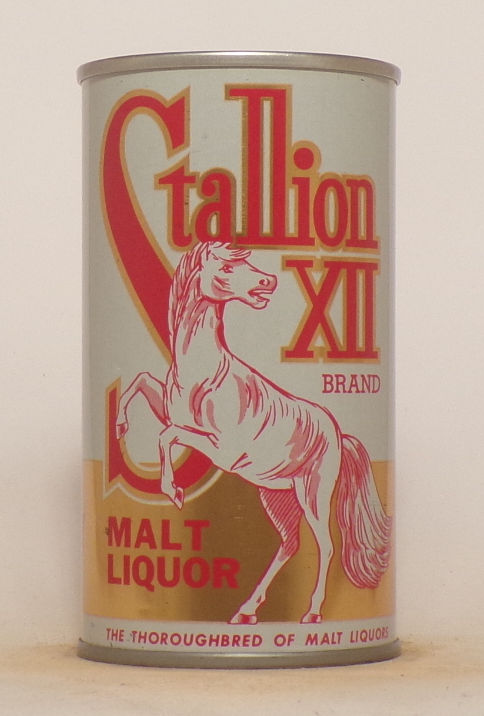 Stallion
XII
BRAND
MALT
LIQUOR
THE THOROUGHBRED OF MALT LIQUORS